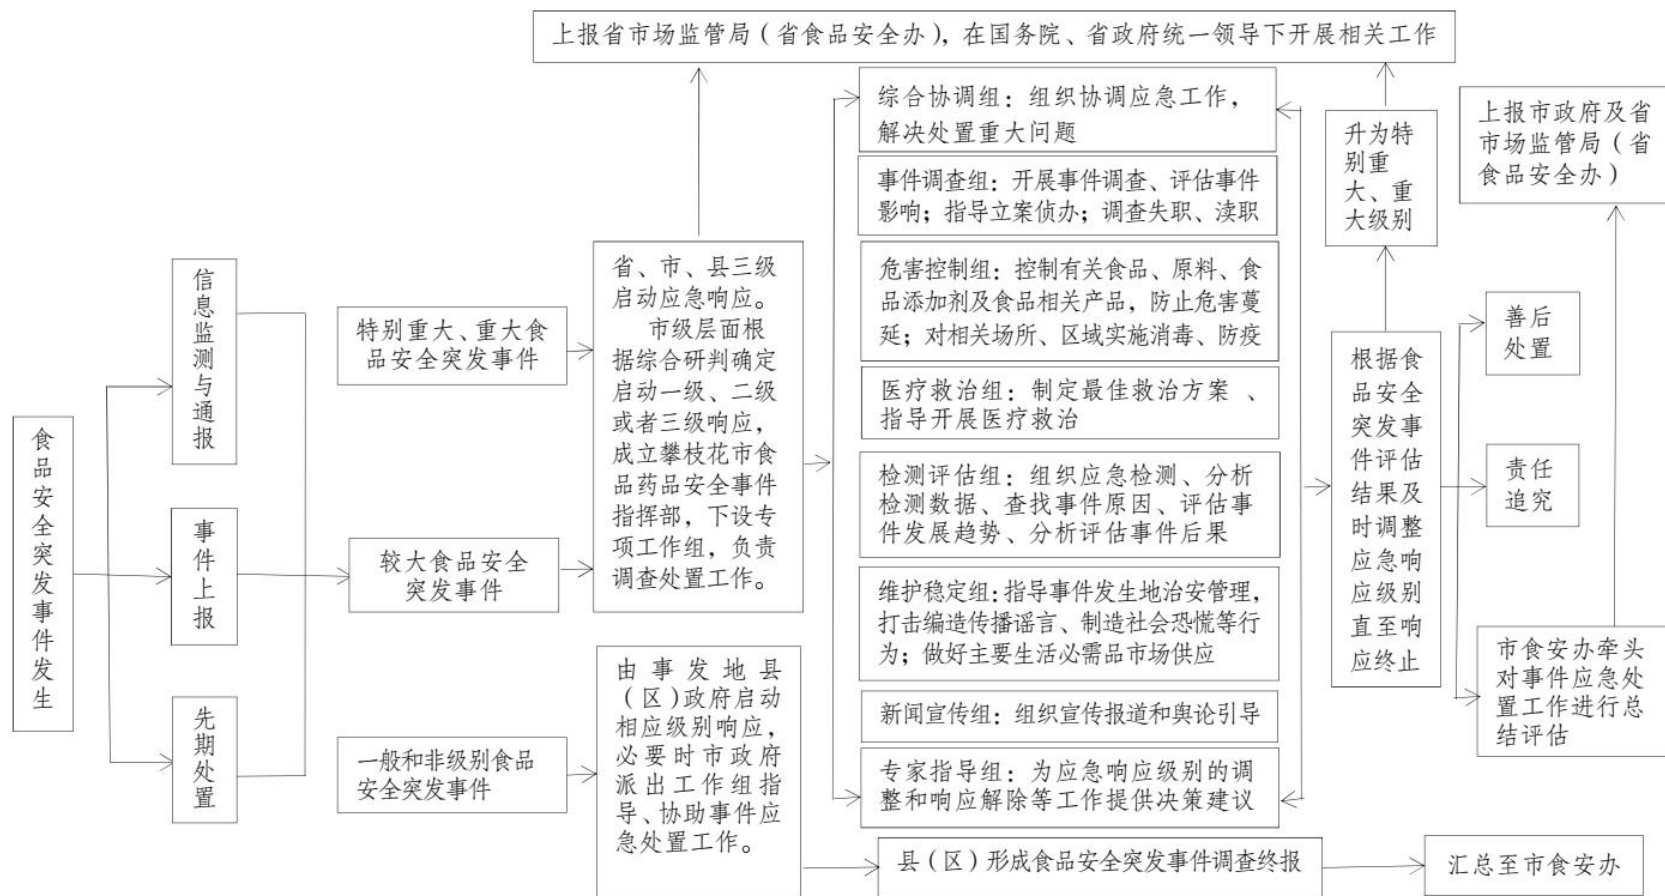 上报省市场监管局（省食品安全办），在国务院、省政府统一领导下开展相关工作
食品安全突发事件发生
信息监测与通报
事件上报
先期处置
特别重大、重大食
品安全突发事件
较大食品安全
突发事件
一般和非级别食品
安全突发事件
省、市、县三级
启动应急响应。
市级层面根
据综合研判确定
启动一级、二级
或者三级响应，
成立攀枝花市食
品药品安全事件
指挥部，下设专
项工作组，负责
调查处置工作。
由事发地县
（区）政府启动
相应级别响应，
必要时市政府
派出工作组指
导、协助事件应
急处置工作。
综合协调组：组织协调应急工作，
解决处置重大问题
事件调查组：开展事件调查、评估事件
影响；指导立案侦办；调查失职、渎职
危害控制组：控制有关食品、原料、食
品添加剂及食品相关产品，防止危害蔓
延；对相关场所、区域实施消毒、防疫
医疗救治组：制定最佳救治方案 、
指导开展医疗救治
检测评估组：组织应急检测、分析
检测数据、查找事件原因、评估事
件发展趋势、分析评估事件后果
维护稳定组：指导事件发生地治安管理，
打击编造传播谣言、制造社会恐慌等行
为；做好主要生活必需品市场供应
新闻宣传组：组织宣传报道和舆论引导
专家指导组：为应急响应级别的调
整和响应解除等工作提供决策建议
县（区）形成食品安全突发事件调查终报
汇总至市食安办
升为特
别重
大、重
大级别
根据食
品安全
突发事
件评估
结果及
时调整
应急响
应级别
直至响
应终止
上报市政府及省
市场监管局（省
食品安全办）
善后
处置
责任
追究
市食安办牵头
对事件应急处
置工作进行总
结评估